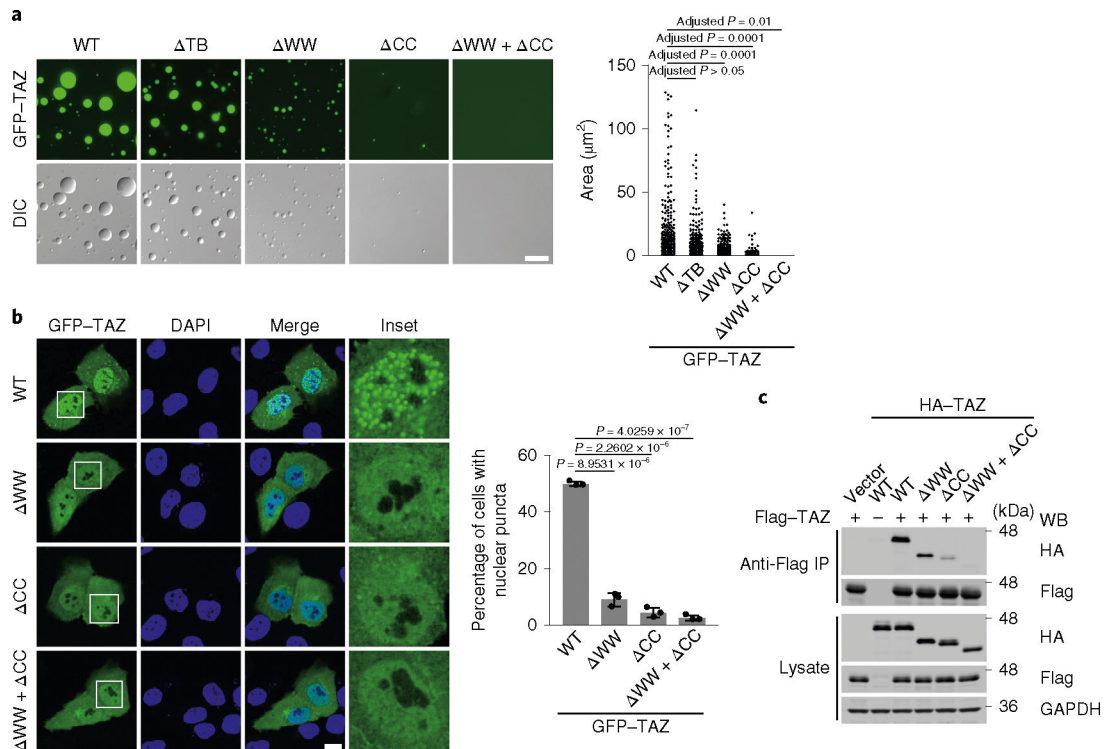 a
WT ΔTB ΔWW ΔCC ΔWW + ΔCC
GFP–TAZ
DIC
Adjusted P = 0.01
Adjusted P = 0.0001
Adjusted P = 0.0001
Adjusted P > 0.05
150
100
50
0
Area (μm²)
WT ΔTB ΔWW ΔCC ΔWW + ΔCC
GFP–TAZ
b
GFP–TAZ DAPI Merge Inset
WT
ΔWW
ΔCC
ΔWW + ΔCC
P = 4.0259 × 10⁻⁷
P = 2.2602 × 10⁻⁶
P = 8.9531 × 10⁻⁶
60
40
20
0
Percentage of cells with
nuclear puncta
WT ΔWW ΔCC ΔWW + ΔCC
GFP–TAZ
c
HA–TAZ
Vector WT WT ΔWW ΔCC ΔWW + ΔCC
Flag–TAZ + – + + + + (kDa) WB
Anti-Flag IP
48 HA
48 Flag
Lysate
48 HA
48 Flag
36 GAPDH